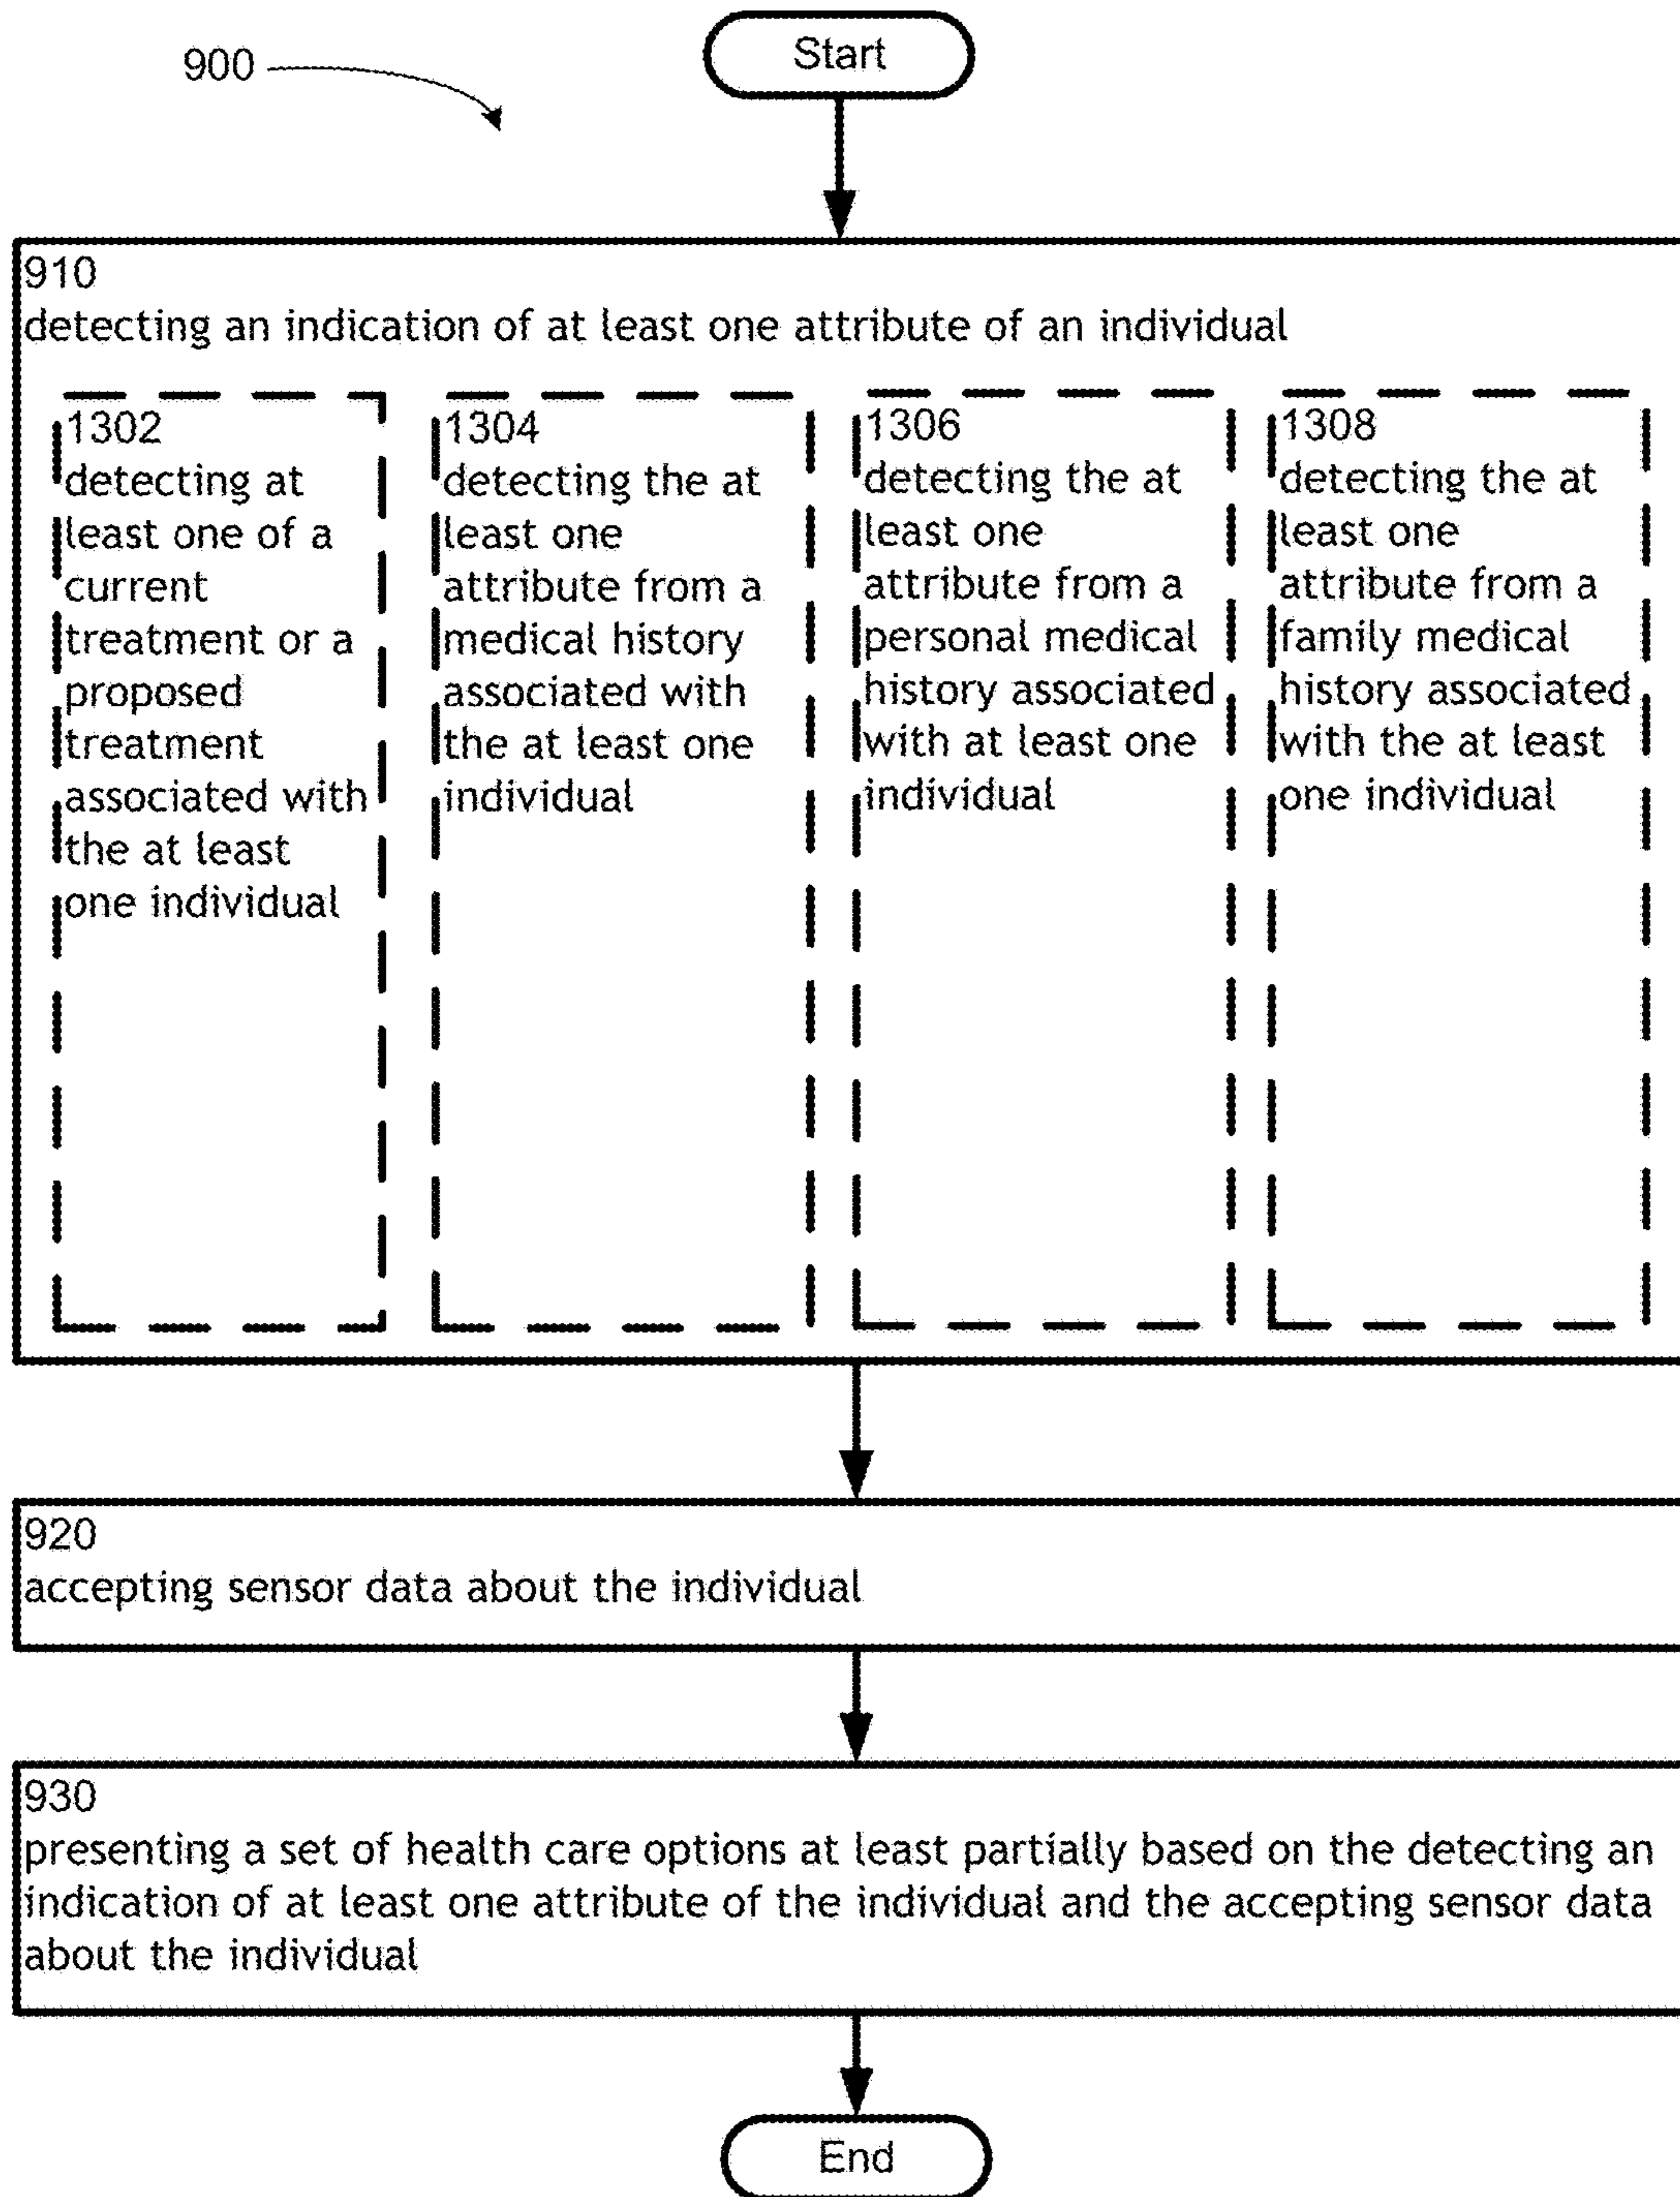 Start
900
910
detecting an indication of at least one attribute of an individual
1302
detecting at
least one of a
current
treatment or a
proposed
treatment
associated with
the at least
one individual
1304
detecting the at
least one
attribute from a
medical history
associated with
the at least one
individual
1306
detecting the at
least one
attribute from a
personal medical
history associated
with at least one
individual
1308
detecting the at
least one
attribute from a
family medical
history associated
with the at least
one individual
920
accepting sensor data about the individual
930
presenting a set of health care options at least partially based on the detecting an
indication of at least one attribute of the individual and the accepting sensor data
about the individual
End